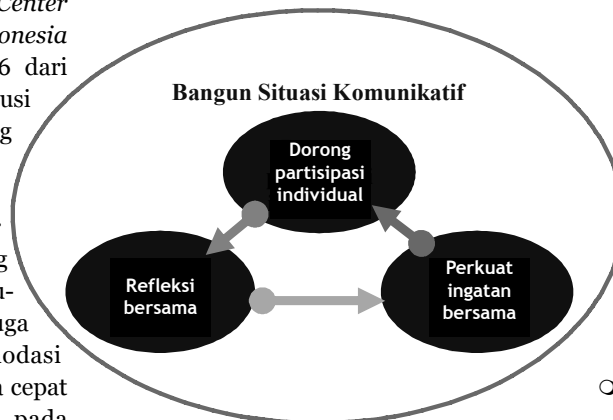 Center
onesia
6 dari
usi
g
g
u-
uga
nodasi
cepat
pada
Bangun Situasi Komunikatif
Dorong
partisipasi
individual
Refleksi
bersama
Perkuat
ingatan
bersama